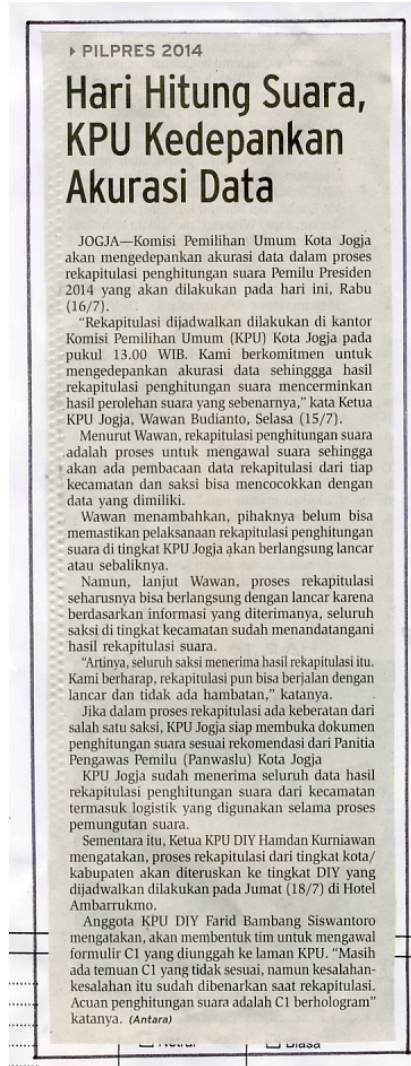 PILPRES 2014
Hari Hitung Suara,
KPU Kedepankan
Akurasi Data
JOGJA—Komisi Pemilihan Umum Kota Jogja
akan mengedepankan akurasi data dalam proses
rekapitulasi penghitungan suara Pemilu Presiden
2014 yang akan dilakukan pada hari ini, Rabu
(16/7).
“Rekapitulasi dijadwalkan dilakukan di kantor
Komisi Pemilihan Umum (KPU) Kota Jogja pada
pukul 13.00 WIB. Kami berkomitmen untuk
mengedepankan akurasi data sehinggga hasil
rekapitulasi penghitungan suara mencerminkan
hasil perolehan suara yang sebenarnya,” kata Ketua
KPU Jogja, Wawan Budianto, Selasa (15/7).
Menurut Wawan, rekapitulasi penghitungan suara
adalah proses untuk mengawal suara sehingga
akan ada pembacaan data rekapitulasi dari tiap
kecamatan dan saksi bisa mencocokkan dengan
data yang dimiliki.
Wawan menambahkan, pihaknya belum bisa
memastikan pelaksanaan rekapitulasi penghitungan
suara di tingkat KPU Jogja akan berlangsung lancar
atau sebaliknya.
Namun, lanjut Wawan, proses rekapitulasi
seharusnya bisa berlangsung dengan lancar karena
berdasarkan informasi yang diterimanya, seluruh
saksi di tingkat kecamatan sudah menandatangani
hasil rekapitulasi suara.
“Artinya, seluruh saksi menerima hasil rekapitulasi itu.
Kami berharap, rekapitulasi pun bisa berjalan dengan
lancar dan tidak ada hambatan,” katanya.
Jika dalam proses rekapitulasi ada keberatan dari
salah satu saksi, KPU Jogja siap membuka dokumen
penghitungan suara sesuai rekomendasi dari Panitia
Pengawas Pemilu (Panwaslu) Kota Jogja
KPU Jogja sudah menerima seluruh data hasil
rekapitulasi penghitungan suara dari kecamatan
termasuk logistik yang digunakan selama proses
pemungutan suara.
Sementara itu, Ketua KPU DIY Hamdan Kurniawan
mengatakan, proses rekapitulasi dari tingkat kota/
kabupaten akan diteruskan ke tingkat DIY yang
dijadwalkan dilakukan pada Jumat (18/7) di Hotel
Ambarrukmo.
Anggota KPU DIY Farid Bambang Siswantoro
mengatakan, akan membentuk tim untuk mengawal
formulir C1 yang diunggah ke laman KPU. “Masih
ada temuan C1 yang tidak sesuai, namun kesalahan-
kesalahan itu sudah dibenarkan saat rekapitulasi.
Acuan penghitungan suara adalah C1 berhologram”
katanya. (Antara)